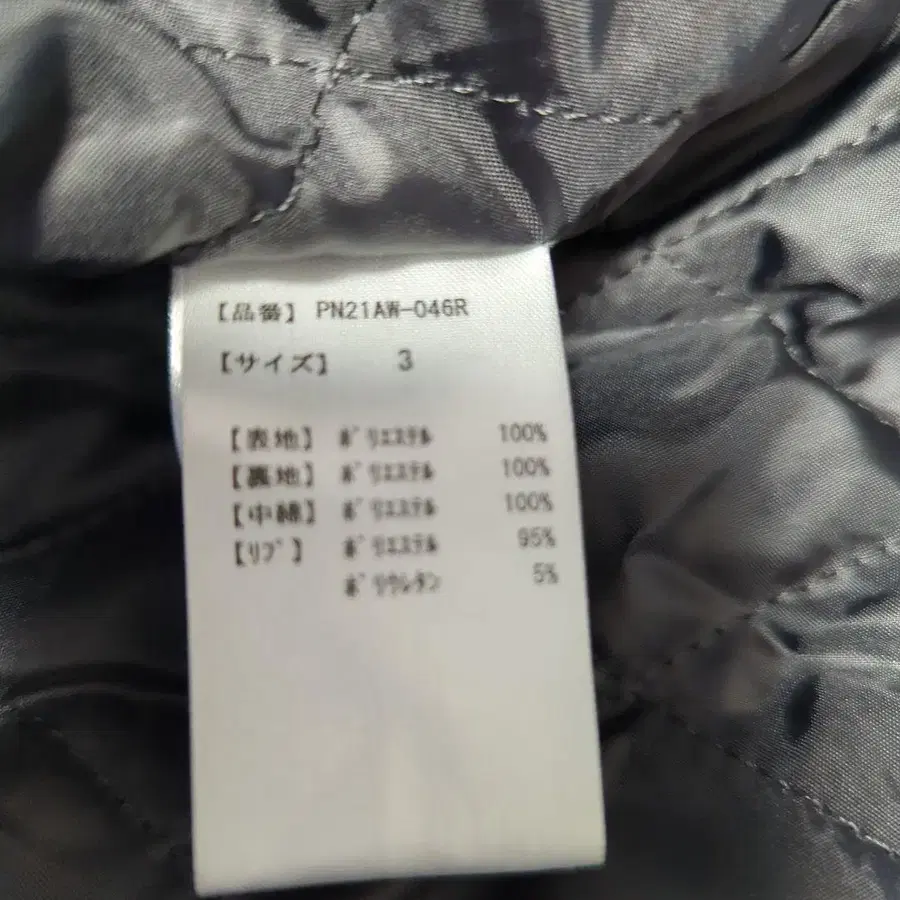 【品番】 PN21AW-046R
【サイズ】 3
【表地】 ﾎﾟﾘｴｽﾃﾙ 100%
【裏地】 ﾎﾟﾘｴｽﾃﾙ 100%
【中綿】 ﾎﾟﾘｴｽﾃﾙ 100%
【ﾘﾌﾞ】 ﾎﾟﾘｴｽﾃﾙ 95%
ﾎﾟﾘｳﾚﾀﾝ 5%